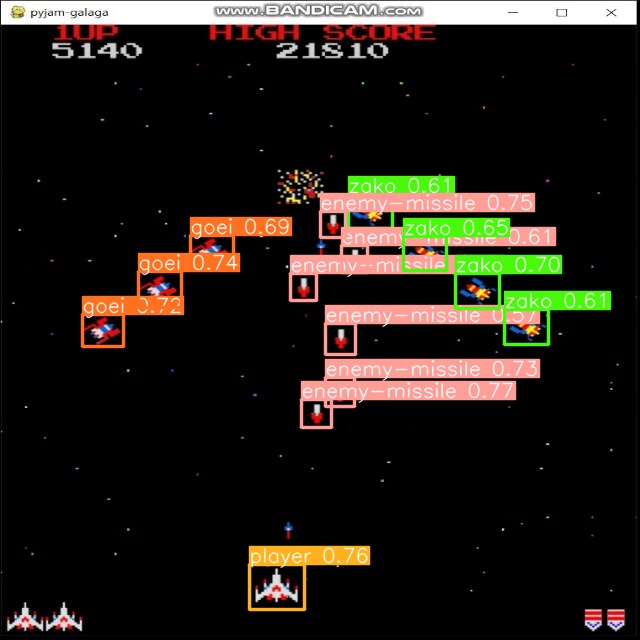 pyjam-galaga
www.BANDICAM.com
1UP HIGH SCORE
5140 21810
zako 0.61
enemy-missile 0.75
goei 0.69
zako 0.65
enemy-missile 0.61
goei 0.74
enemy-missile
zako 0.70
goei 0.72
zako 0.61
enemy-missile 0.57
enemy-missile 0.73
enemy-missile 0.77
player 0.76